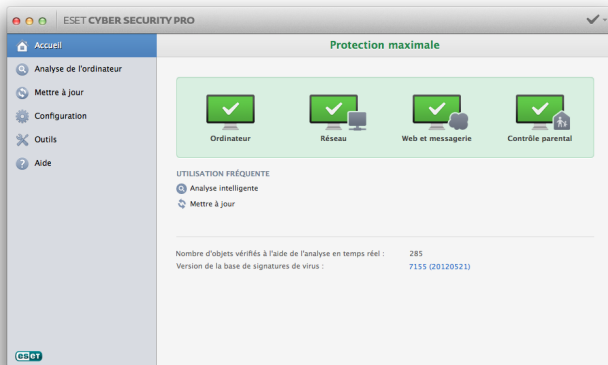 ESET CYBER SECURITY PRO
Accueil
Analyse de l'ordinateur
Mettre à jour
Configuration
Outils
Aide
Protection maximale
Ordinateur Réseau Web et messagerie Contrôle parental
UTILISATION FRÉQUENTE
Analyse intelligente
Mettre à jour
Nombre d'objets vérifiés à l'aide de l'analyse en temps réel : 285
Version de la base de signatures de virus : 7155 (20120521)
eset